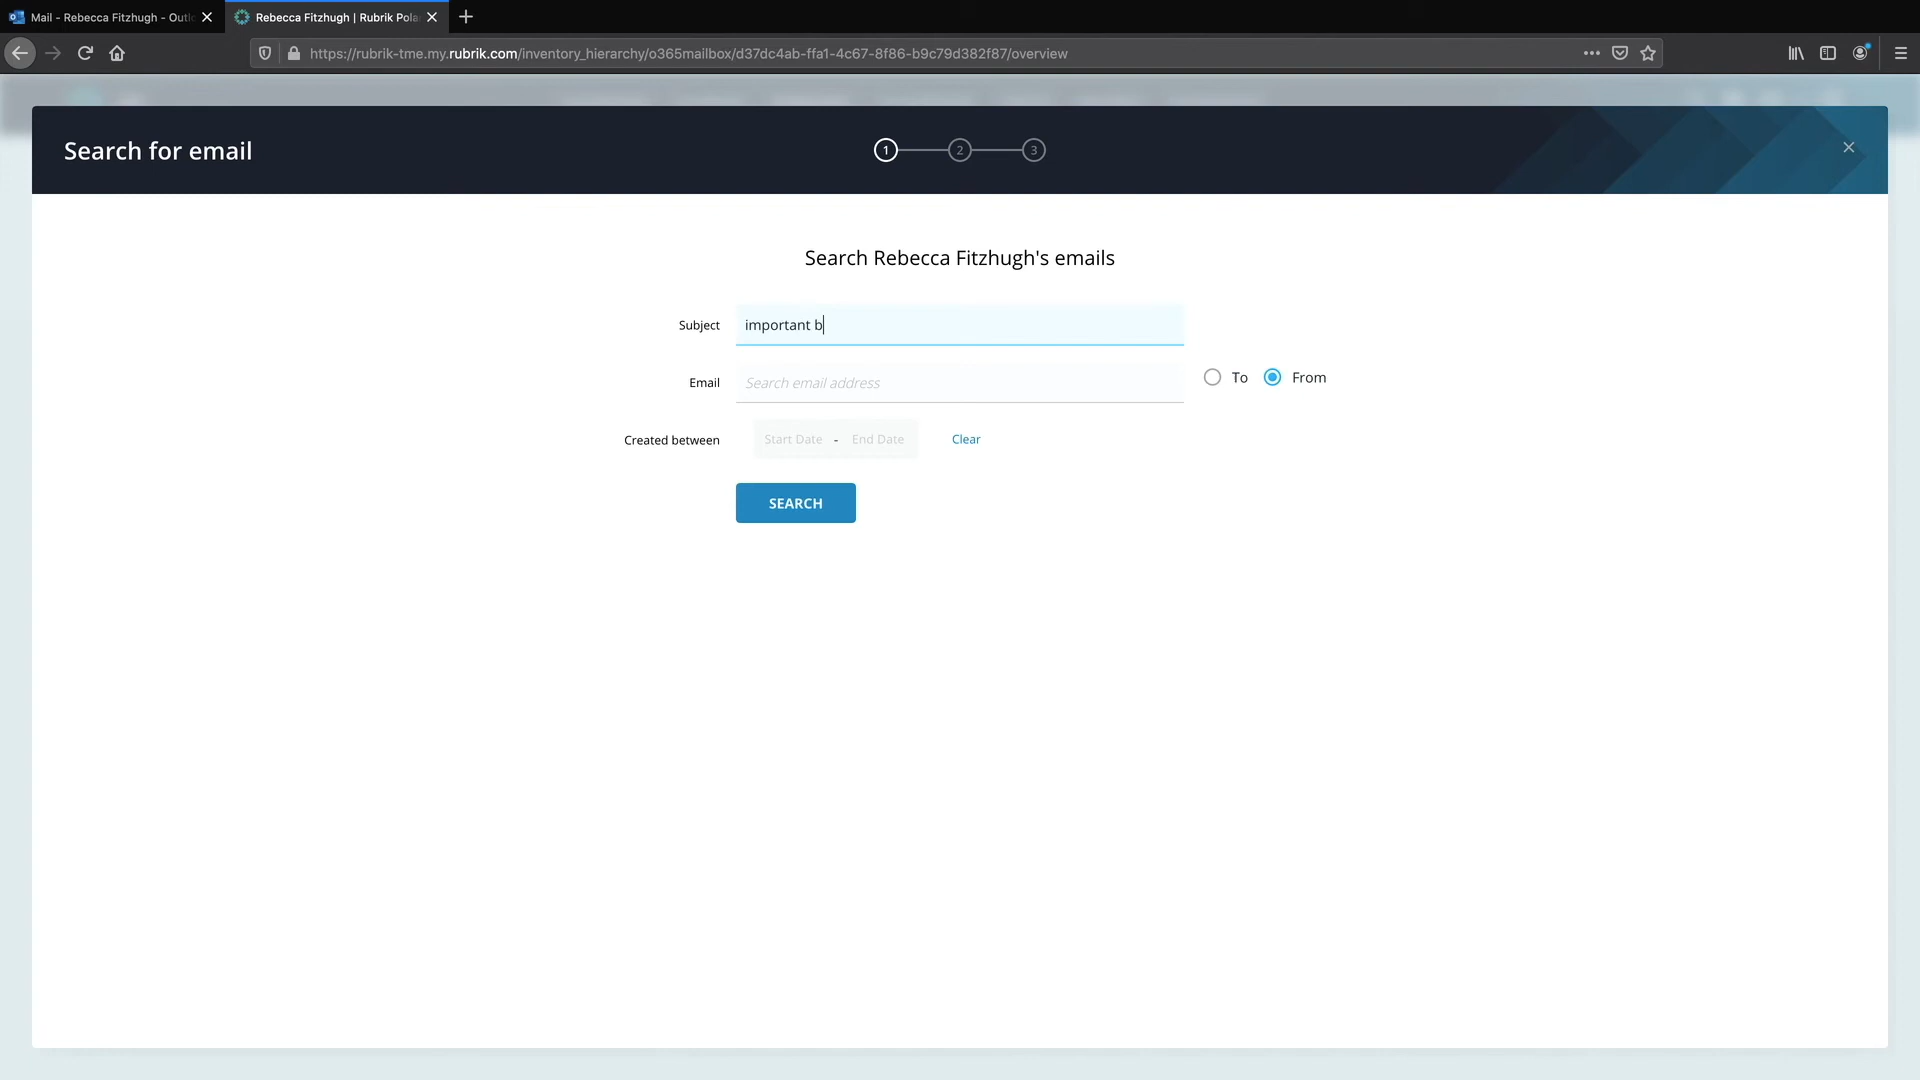 Mail - Rebecca Fitzhugh - Outlo
Rebecca Fitzhugh | Rubrik Pola
https://rubrik-tme.my.rubrik.com/inventory_hierarchy/o365mailbox/d37dc4ab-ffa1-4c67-8f86-b9c79d382f87/overview
Search for email
1
2
3
Search Rebecca Fitzhugh's emails
Subject
important b
Email
Search email address
To
From
Created between
Start Date - End Date
Clear
SEARCH